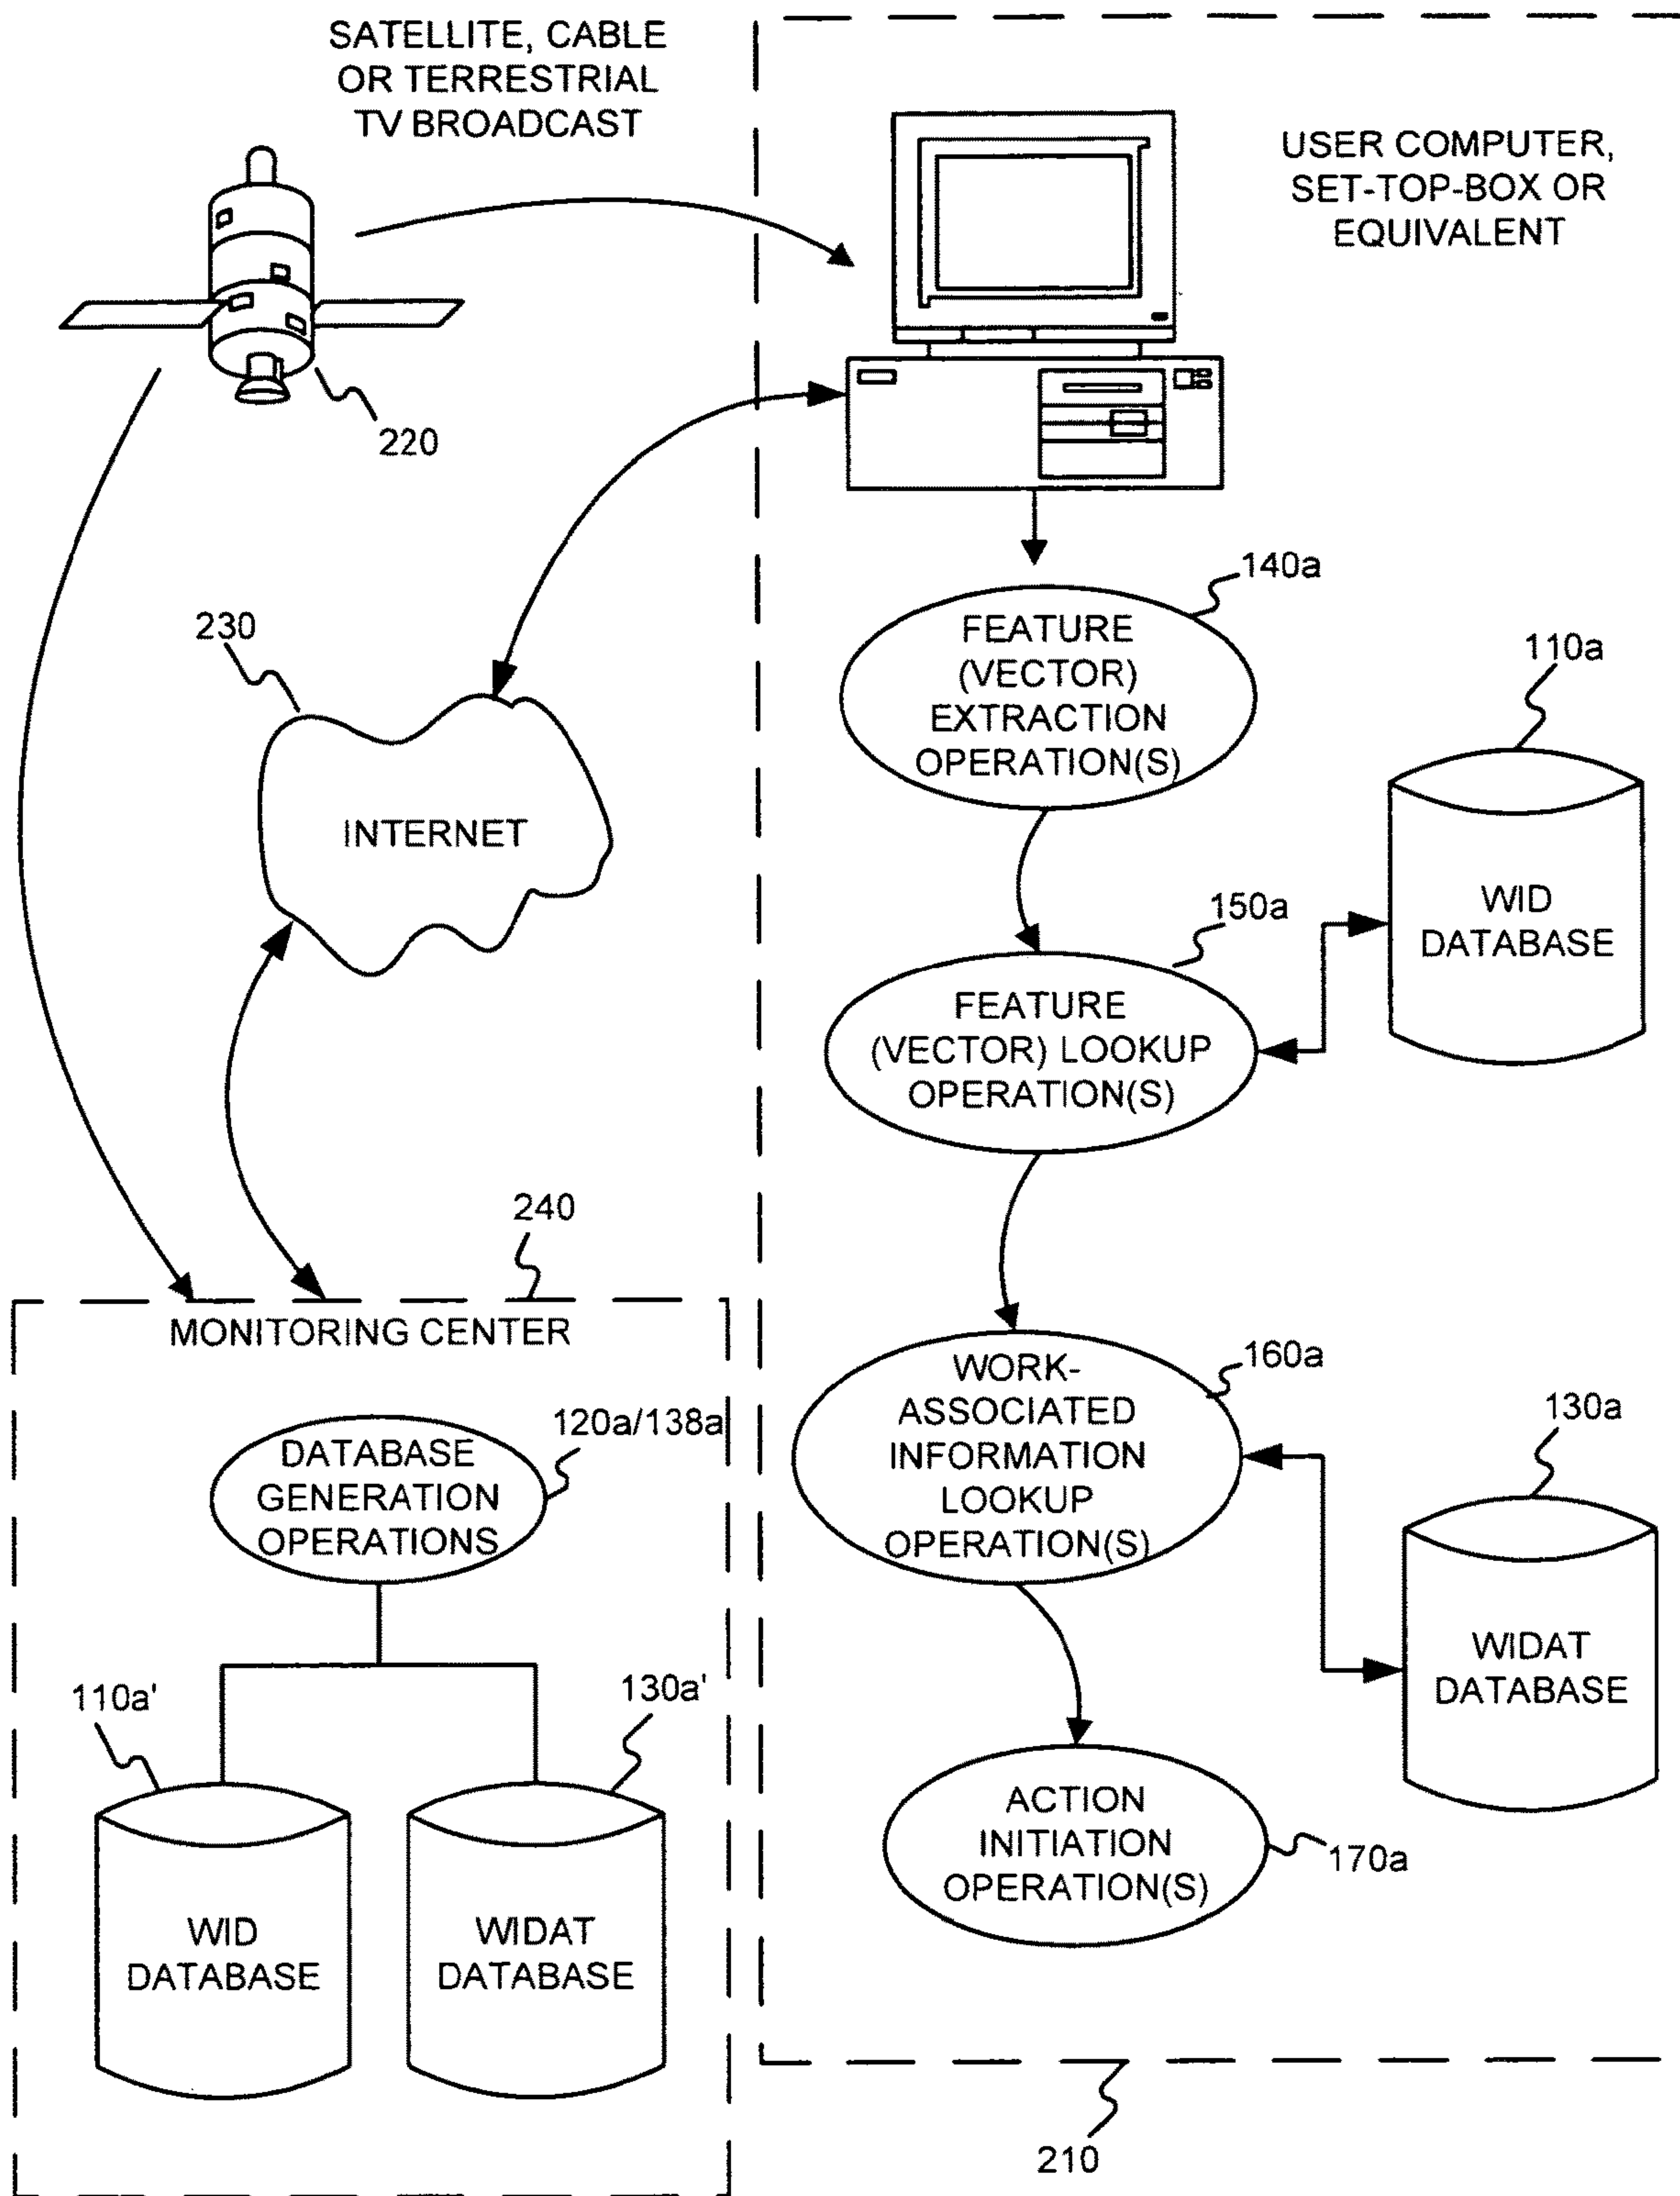 SATELLITE, CABLE
OR TERRESTRIAL
TV BROADCAST
USER COMPUTER,
SET-TOP-BOX OR
EQUIVALENT
220
140a
FEATURE
(VECTOR)
EXTRACTION
OPERATION(S)
230
INTERNET
110a
WID
DATABASE
150a
FEATURE
(VECTOR) LOOKUP
OPERATION(S)
240
MONITORING CENTER
160a
WORK-
ASSOCIATED
INFORMATION
LOOKUP
OPERATION(S)
130a
WIDAT
DATABASE
120a/138a
DATABASE
GENERATION
OPERATIONS
110a'
130a'
WID
DATABASE
WIDAT
DATABASE
ACTION
INITIATION
OPERATION(S)
170a
210